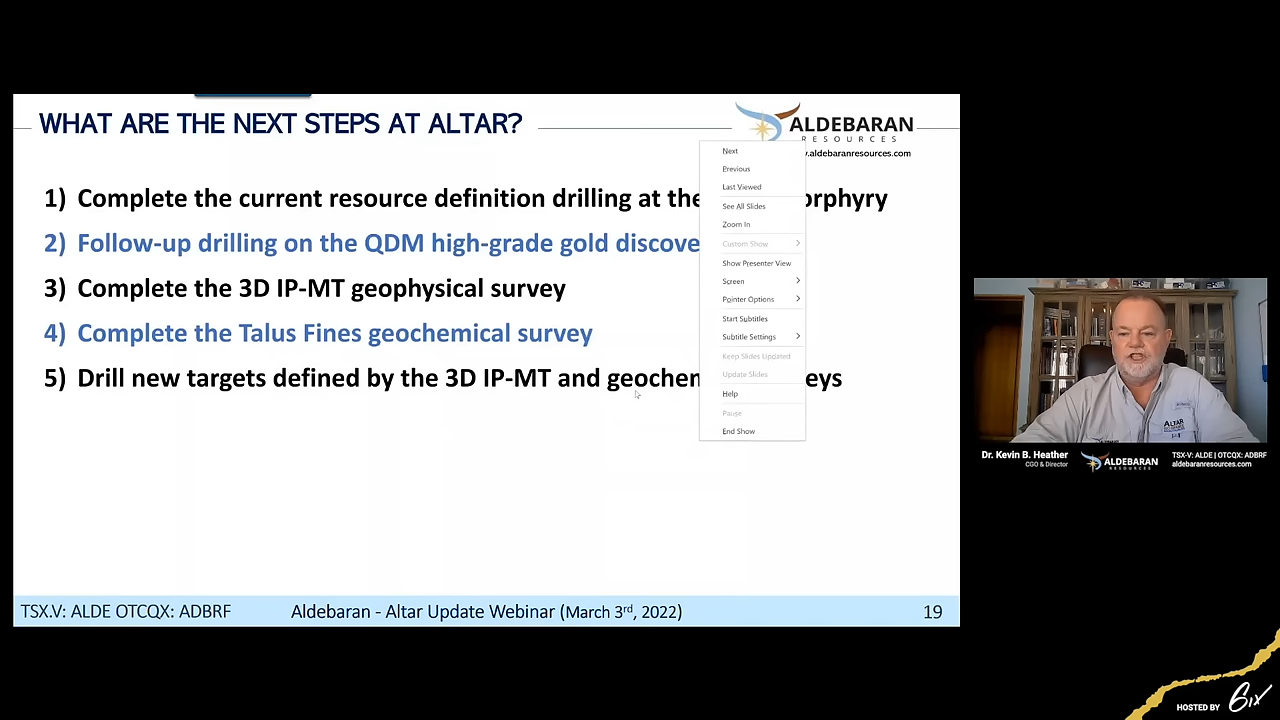 WHAT ARE THE NEXT STEPS AT ALTAR?
ALDEBARAN
RESOURCES
.aldebaranresources.com
1) Complete the current resource definition drilling at the orphyry
2) Follow-up drilling on the QDM high-grade gold discove
3) Complete the 3D IP-MT geophysical survey
4) Complete the Talus Fines geochemical survey
5) Drill new targets defined by the 3D IP-MT and geochem eys
Next
Previous
Last Viewed
See All Slides
Zoom In
Custom Show
Show Presenter View
Screen
Pointer Options
Start Subtitles
Subtitle Settings
Keep Slides Updated
Update Slides
Help
Pause
End Show
TSX.V: ALDE OTCQX: ADBRF Aldebaran - Altar Update Webinar (March 3rd, 2022) 19
ALTAR
Dr. Kevin B. Heather
CGO & Director
ALDEBARAN
RESOURCES
TSX-V: ALDE | OTCQX: ADBRF
aldebaranresources.com
HOSTED BY 6ix